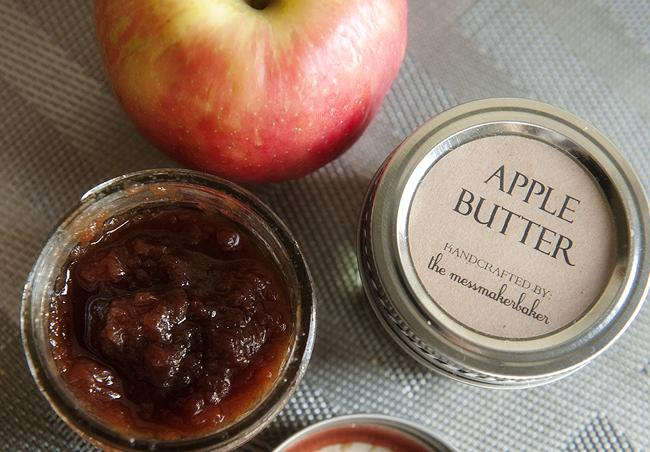 APPLE
BUTTER
HANDCRAFTED BY:
the messmakerbaker